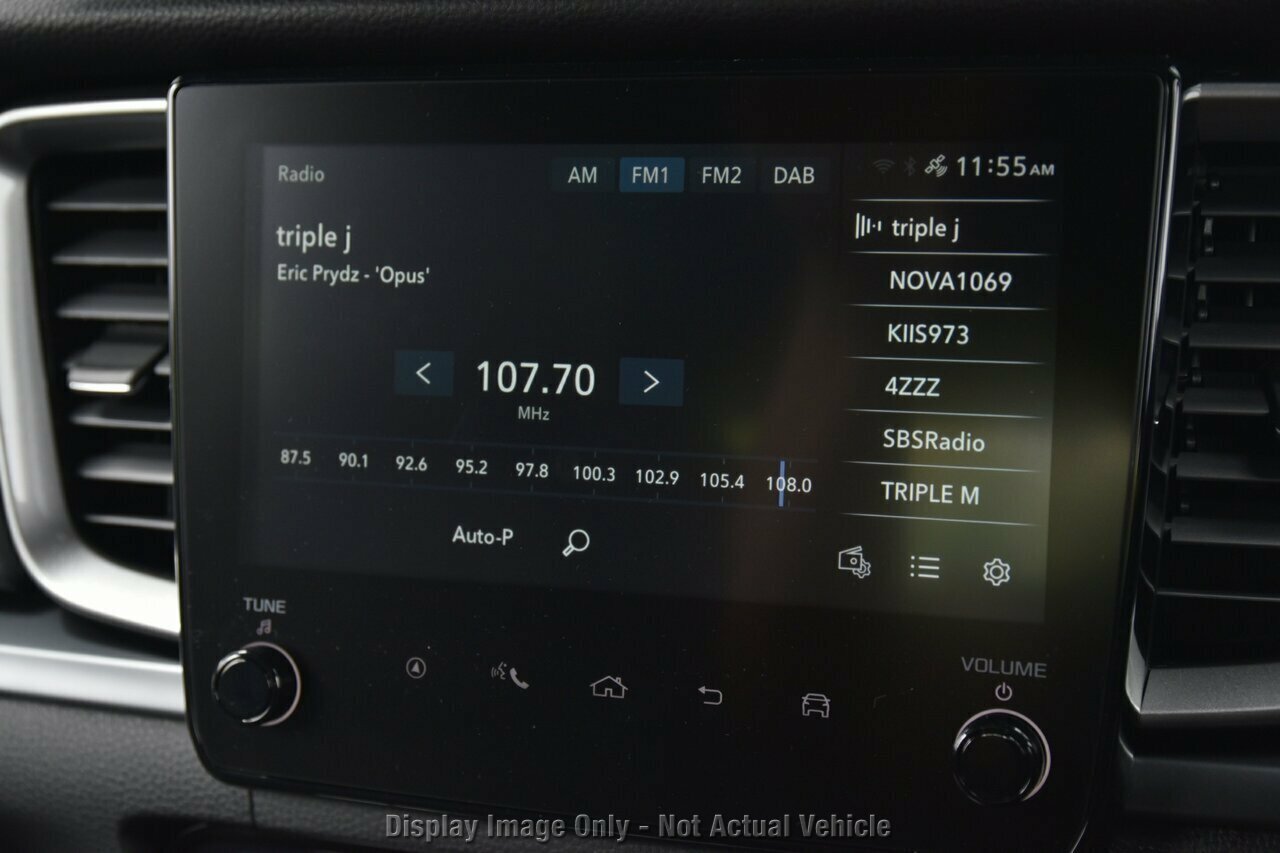 Radio
AM FM1 FM2 DAB
11:55AM
triple j
Eric Prydz - 'Opus'
107.70
MHz
87.5 90.1 92.6 95.2 97.8 100.3 102.9 105.4 108.0
Auto-P
triple j
NOVA1069
KIIS973
4ZZZ
SBSRadio
TRIPLE M
TUNE
VOLUME
Display Image Only - Not Actual Vehicle